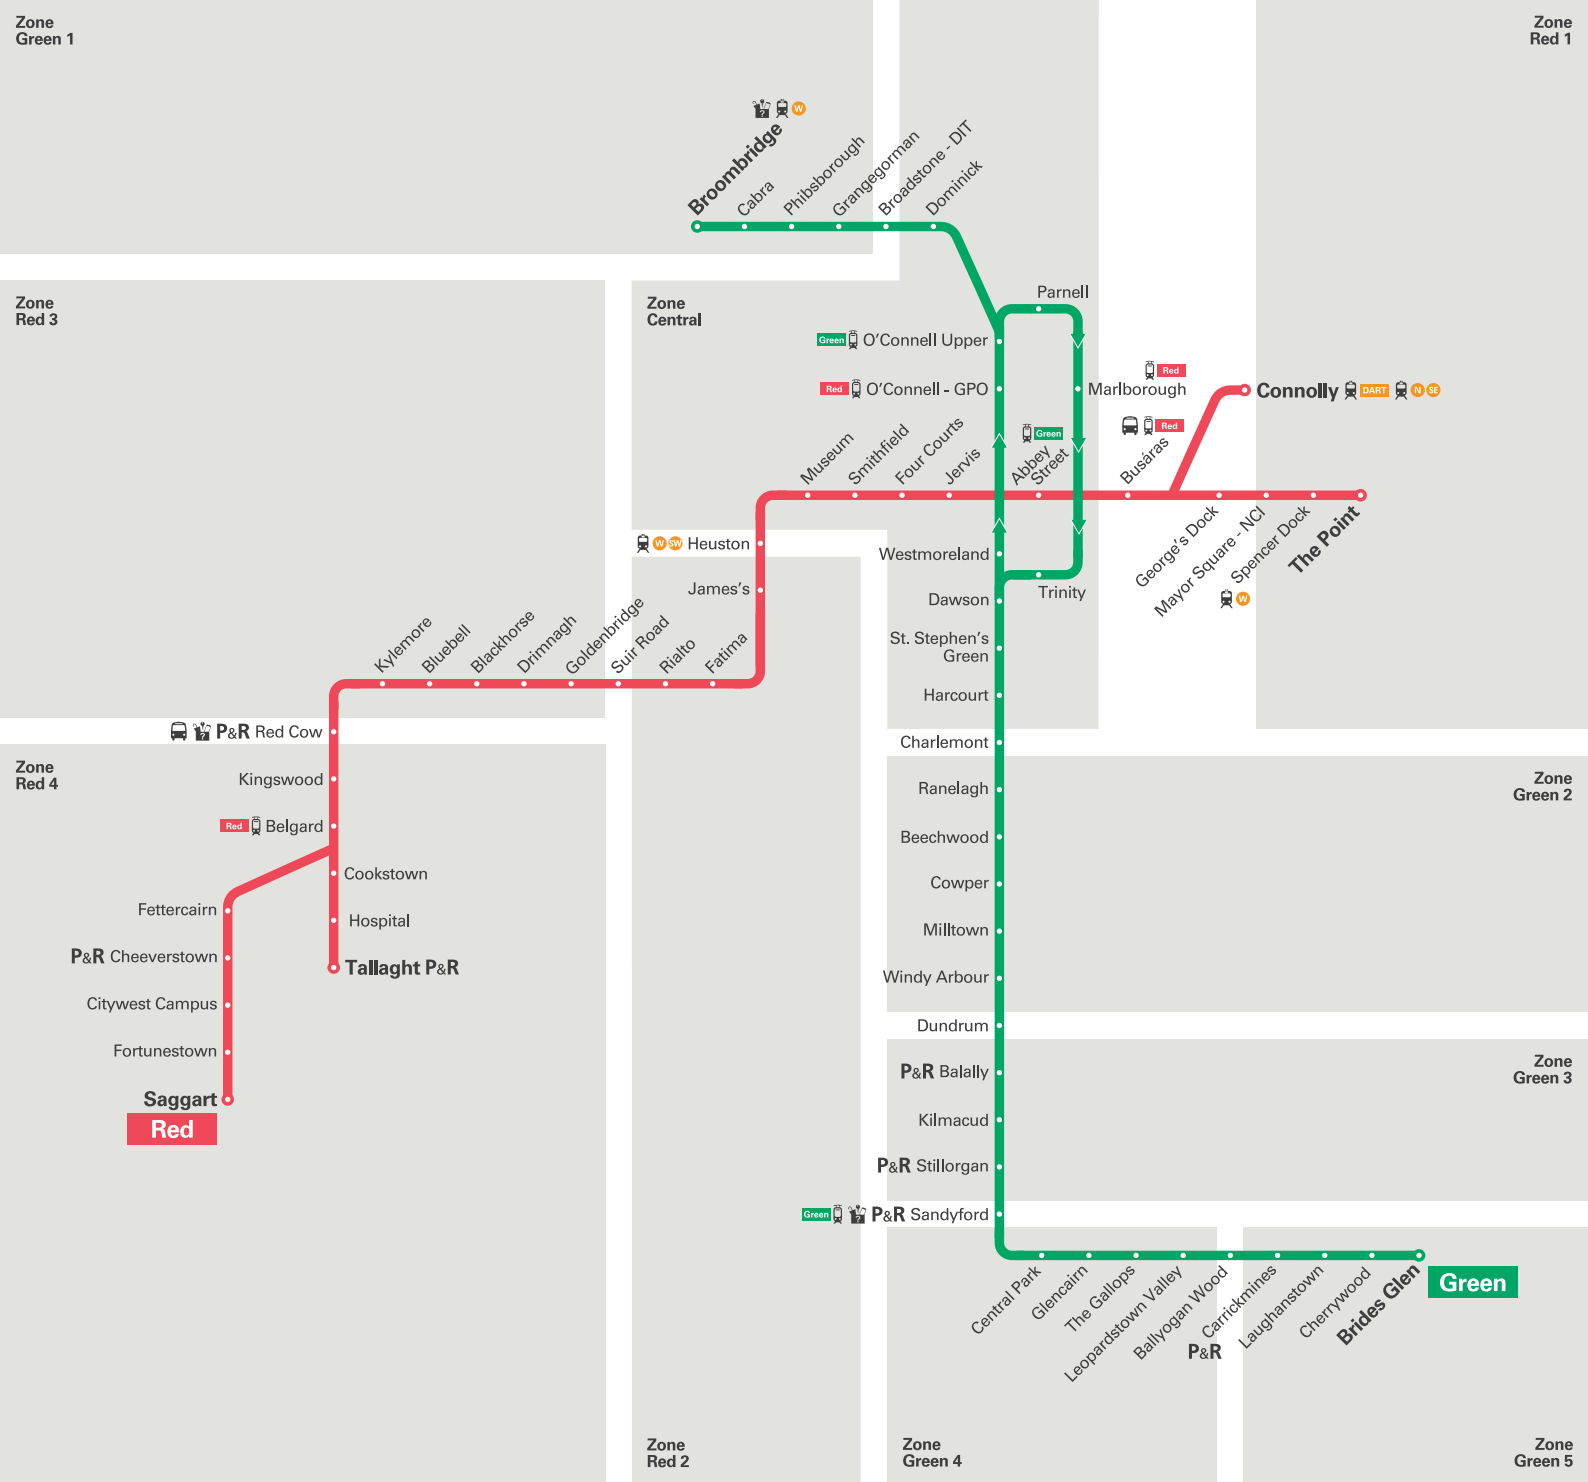 Zone
Green 1
Zone
Red 1
W
Broombridge
Cabra
Phibsborough
Grangegorman
Broadstone - DIT
Dominick
Zone
Red 3
Zone
Central
Parnell
Green O'Connell Upper
Red O'Connell - GPO
Marlborough
Red
Connolly DART N SE
Red
Busáras
Green
Abbey
Street
Museum
Smithfield
Four Courts
Jervis
George's Dock
Mayor Square - NCI
Spencer Dock
W
The Point
W SW Heuston
James's
Westmoreland
Trinity
Dawson
St. Stephen's
Green
Harcourt
Kylemore
Bluebell
Blackhorse
Drimnagh
Goldenbridge
Suir Road
Rialto
Fatima
P&R Red Cow
Charlemont
Zone
Red 4
Kingswood
Red Belgard
Cookstown
Hospital
Tallaght P&R
Fettercairn
P&R Cheeverstown
Citywest Campus
Fortunestown
Saggart
Red
Zone
Green 2
Ranelagh
Beechwood
Cowper
Milltown
Windy Arbour
Dundrum
Zone
Green 3
P&R Balally
Kilmacud
P&R Stillorgan
Green P&R Sandyford
Central Park
Glencairn
The Gallops
Leopardstown Valley
Ballyogan Wood
Carrickmines
P&R
Laughanstown
Cherrywood
Brides Glen
Green
Zone
Red 2
Zone
Green 4
Zone
Green 5